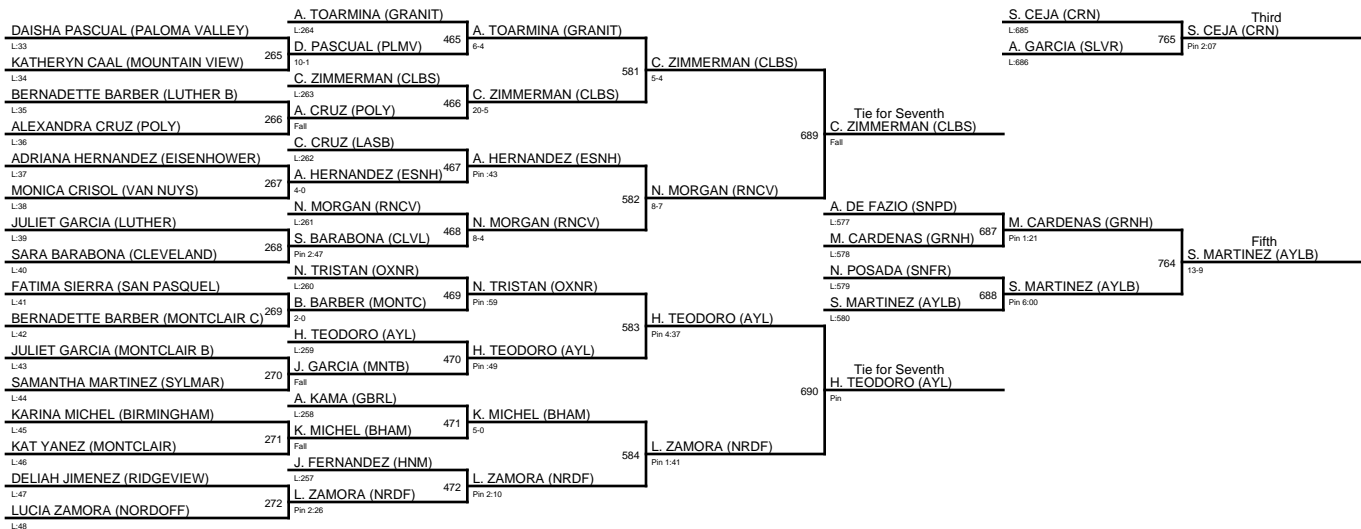 DAISHA PASCUAL (PALOMA VALLEY)
L:33
KATHERYN CAAL (MOUNTAIN VIEW)
L:34
BERNADETTE BARBER (LUTHER B)
L:35
ALEXANDRA CRUZ (POLY)
L:36
ADRIANA HERNANDEZ (EISENHOWER)
L:37
MONICA CRISOL (VAN NUYS)
L:38
JULIET GARCIA (LUTHER)
L:39
SARA BARABONA (CLEVELAND)
L:40
FATIMA SIERRA (SAN PASQUEL)
L:41
BERNADETTE BARBER (MONTCLAIR C)
L:42
JULIET GARCIA (MONTCLAIR B)
L:43
SAMANTHA MARTINEZ (SYLMAR)
L:44
KARINA MICHEL (BIRMINGHAM)
L:45
KAT YANEZ (MONTCLAIR)
L:46
DELIAH JIMENEZ (RIDGEVIEW)
L:47
LUCIA ZAMORA (NORDOFF)
L:48
265
266
267
268
269
270
271
272
A. TOARMINA (GRANIT)
L:264
D. PASCUAL (PLMV)
10-1
C. ZIMMERMAN (CLBS)
L:263
A. CRUZ (POLY)
Fall
C. CRUZ (LASB)
L:262
A. HERNANDEZ (ESNH)
4-0
N. MORGAN (RNCV)
L:261
S. BARABONA (CLVL)
Pin 2:47
N. TRISTAN (OXNR)
L:260
B. BARBER (MONTC)
2-0
H. TEODORO (AYL)
L:259
J. GARCIA (MNTB)
Fall
A. KAMA (GBRL)
L:258
K. MICHEL (BHAM)
Fall
J. FERNANDEZ (HNM)
L:257
L. ZAMORA (NRDF)
Pin 2:26
465
466
467
468
469
470
471
472
A. TOARMINA (GRANIT)
6-4
C. ZIMMERMAN (CLBS)
20-5
A. HERNANDEZ (ESNH)
Pin :43
N. MORGAN (RNCV)
8-4
N. TRISTAN (OXNR)
Pin :59
H. TEODORO (AYL)
Pin :49
K. MICHEL (BHAM)
5-0
L. ZAMORA (NRDF)
Pin 2:10
581
582
583
584
C. ZIMMERMAN (CLBS)
5-4
N. MORGAN (RNCV)
8-7
H. TEODORO (AYL)
Pin 4:37
L. ZAMORA (NRDF)
Pin 1:41
689
690
Tie for Seventh
C. ZIMMERMAN (CLBS)
Fall
Tie for Seventh
H. TEODORO (AYL)
Pin
A. DE FAZIO (SNPD)
L:577
M. CARDENAS (GRNH)
L:578
N. POSADA (SNFR)
L:579
S. MARTINEZ (AYLB)
L:580
687
688
M. CARDENAS (GRNH)
Pin 1:21
S. MARTINEZ (AYLB)
Pin 6:00
764
Fifth
S. MARTINEZ (AYLB)
13-9
S. CEJA (CRN)
L:685
A. GARCIA (SLVR)
L:686
765
Third
S. CEJA (CRN)
Pin 2:07